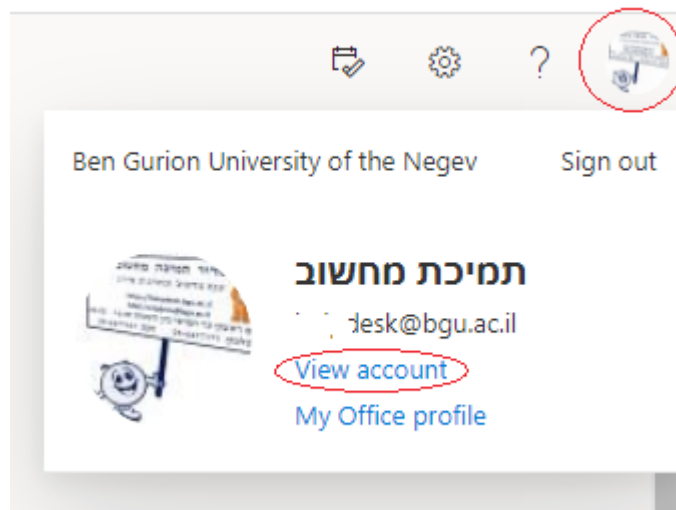 ?
Ben Gurion University of the Negev Sign out
תמיכת מחשוב
desk@bgu.ac.il
View account
My Office profile